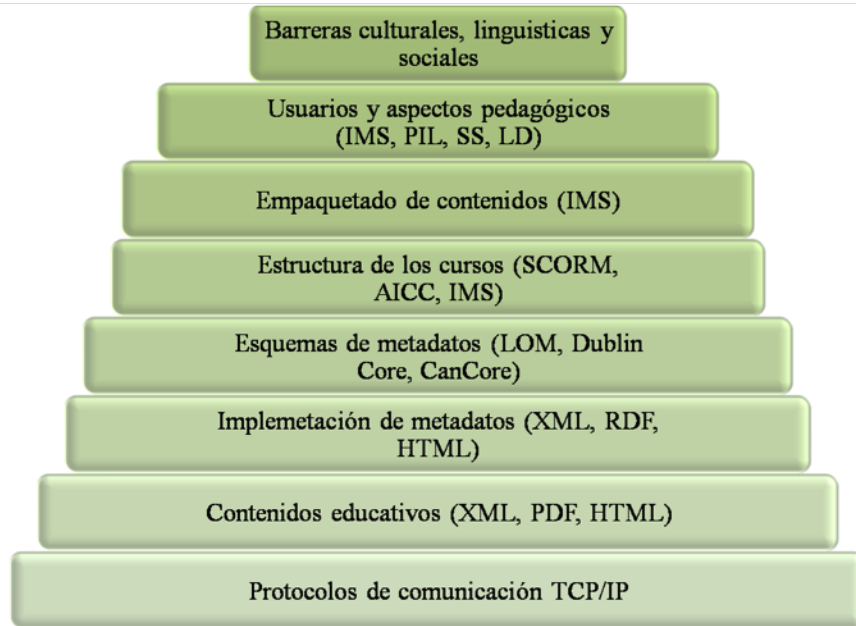 Barreras culturales, linguisticas y
sociales
Usuarios y aspectos pedagógicos
(IMS, PIL, SS, LD)
Empaquetado de contenidos (IMS)
Estructura de los cursos (SCORM,
AICC, IMS)
Esquemas de metadatos (LOM, Dublin
Core, CanCore)
Implemetación de metadatos (XML, RDF,
HTML)
Contenidos educativos (XML, PDF, HTML)
Protocolos de comunicación TCP/IP